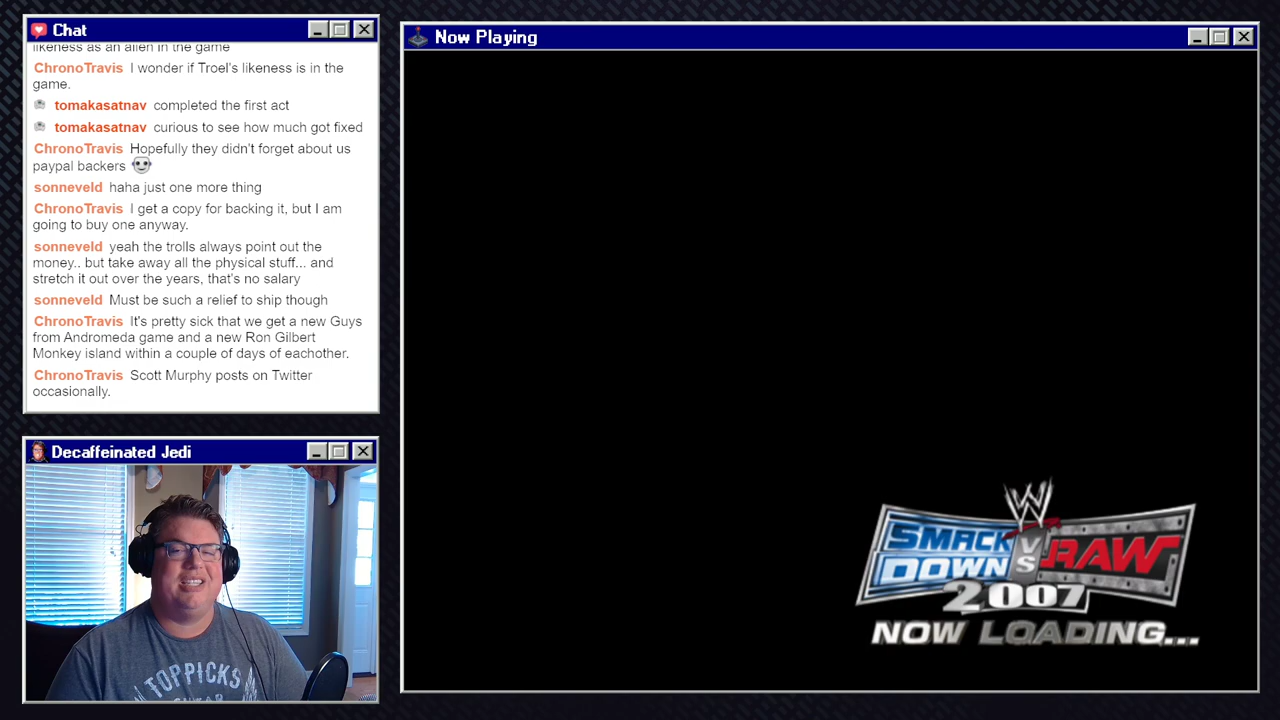 Chat
likeness as an alien in the game
ChronoTravis I wonder if Troel's likeness is in the
game.
tomakasatnav completed the first act
tomakasatnav curious to see how much got fixed
ChronoTravis Hopefully they didn't forget about us
paypal backers
sonneveld haha just one more thing
ChronoTravis I get a copy for backing it, but I am
going to buy one anyway.
sonneveld yeah the trolls always point out the
money.. but take away all the physical stuff... and
stretch it out over the years, that's no salary
sonneveld Must be such a relief to ship though
ChronoTravis It's pretty sick that we get a new Guys
from Andromeda game and a new Ron Gilbert
Monkey island within a couple of days of eachother.
ChronoTravis Scott Murphy posts on Twitter
occasionally.
Decaffeinated Jedi
TOPPICKS
Now Playing
W
SMACK
DOWN
VS
RAW
2007
NOW LOADING...